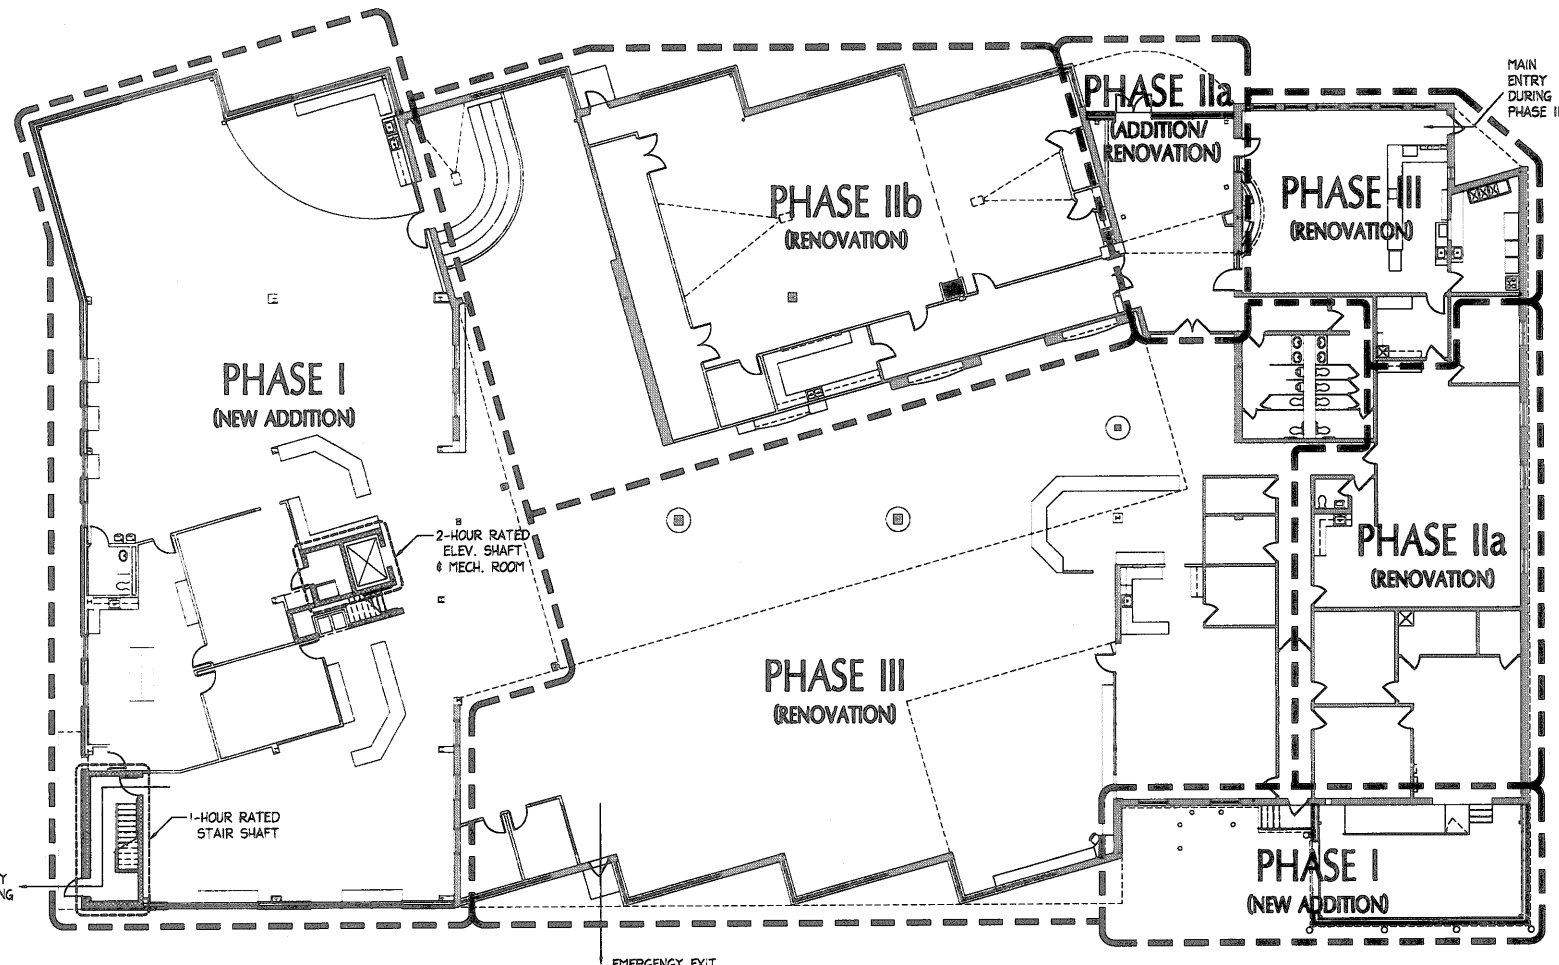 MAIN
ENTRY
DURING
PHASE II
PHASE IIa
(ADDITION/
RENOVATION)
PHASE IIb
(RENOVATION)
PHASE III
(RENOVATION)
PHASE I
(NEW ADDITION)
2-HOUR RATED
ELEV. SHAFT
& MECH. ROOM
PHASE IIa
(RENOVATION)
PHASE III
(RENOVATION)
1-HOUR RATED
STAIR SHAFT
PHASE I
(NEW ADDITION)
EMERGENCY EXIT